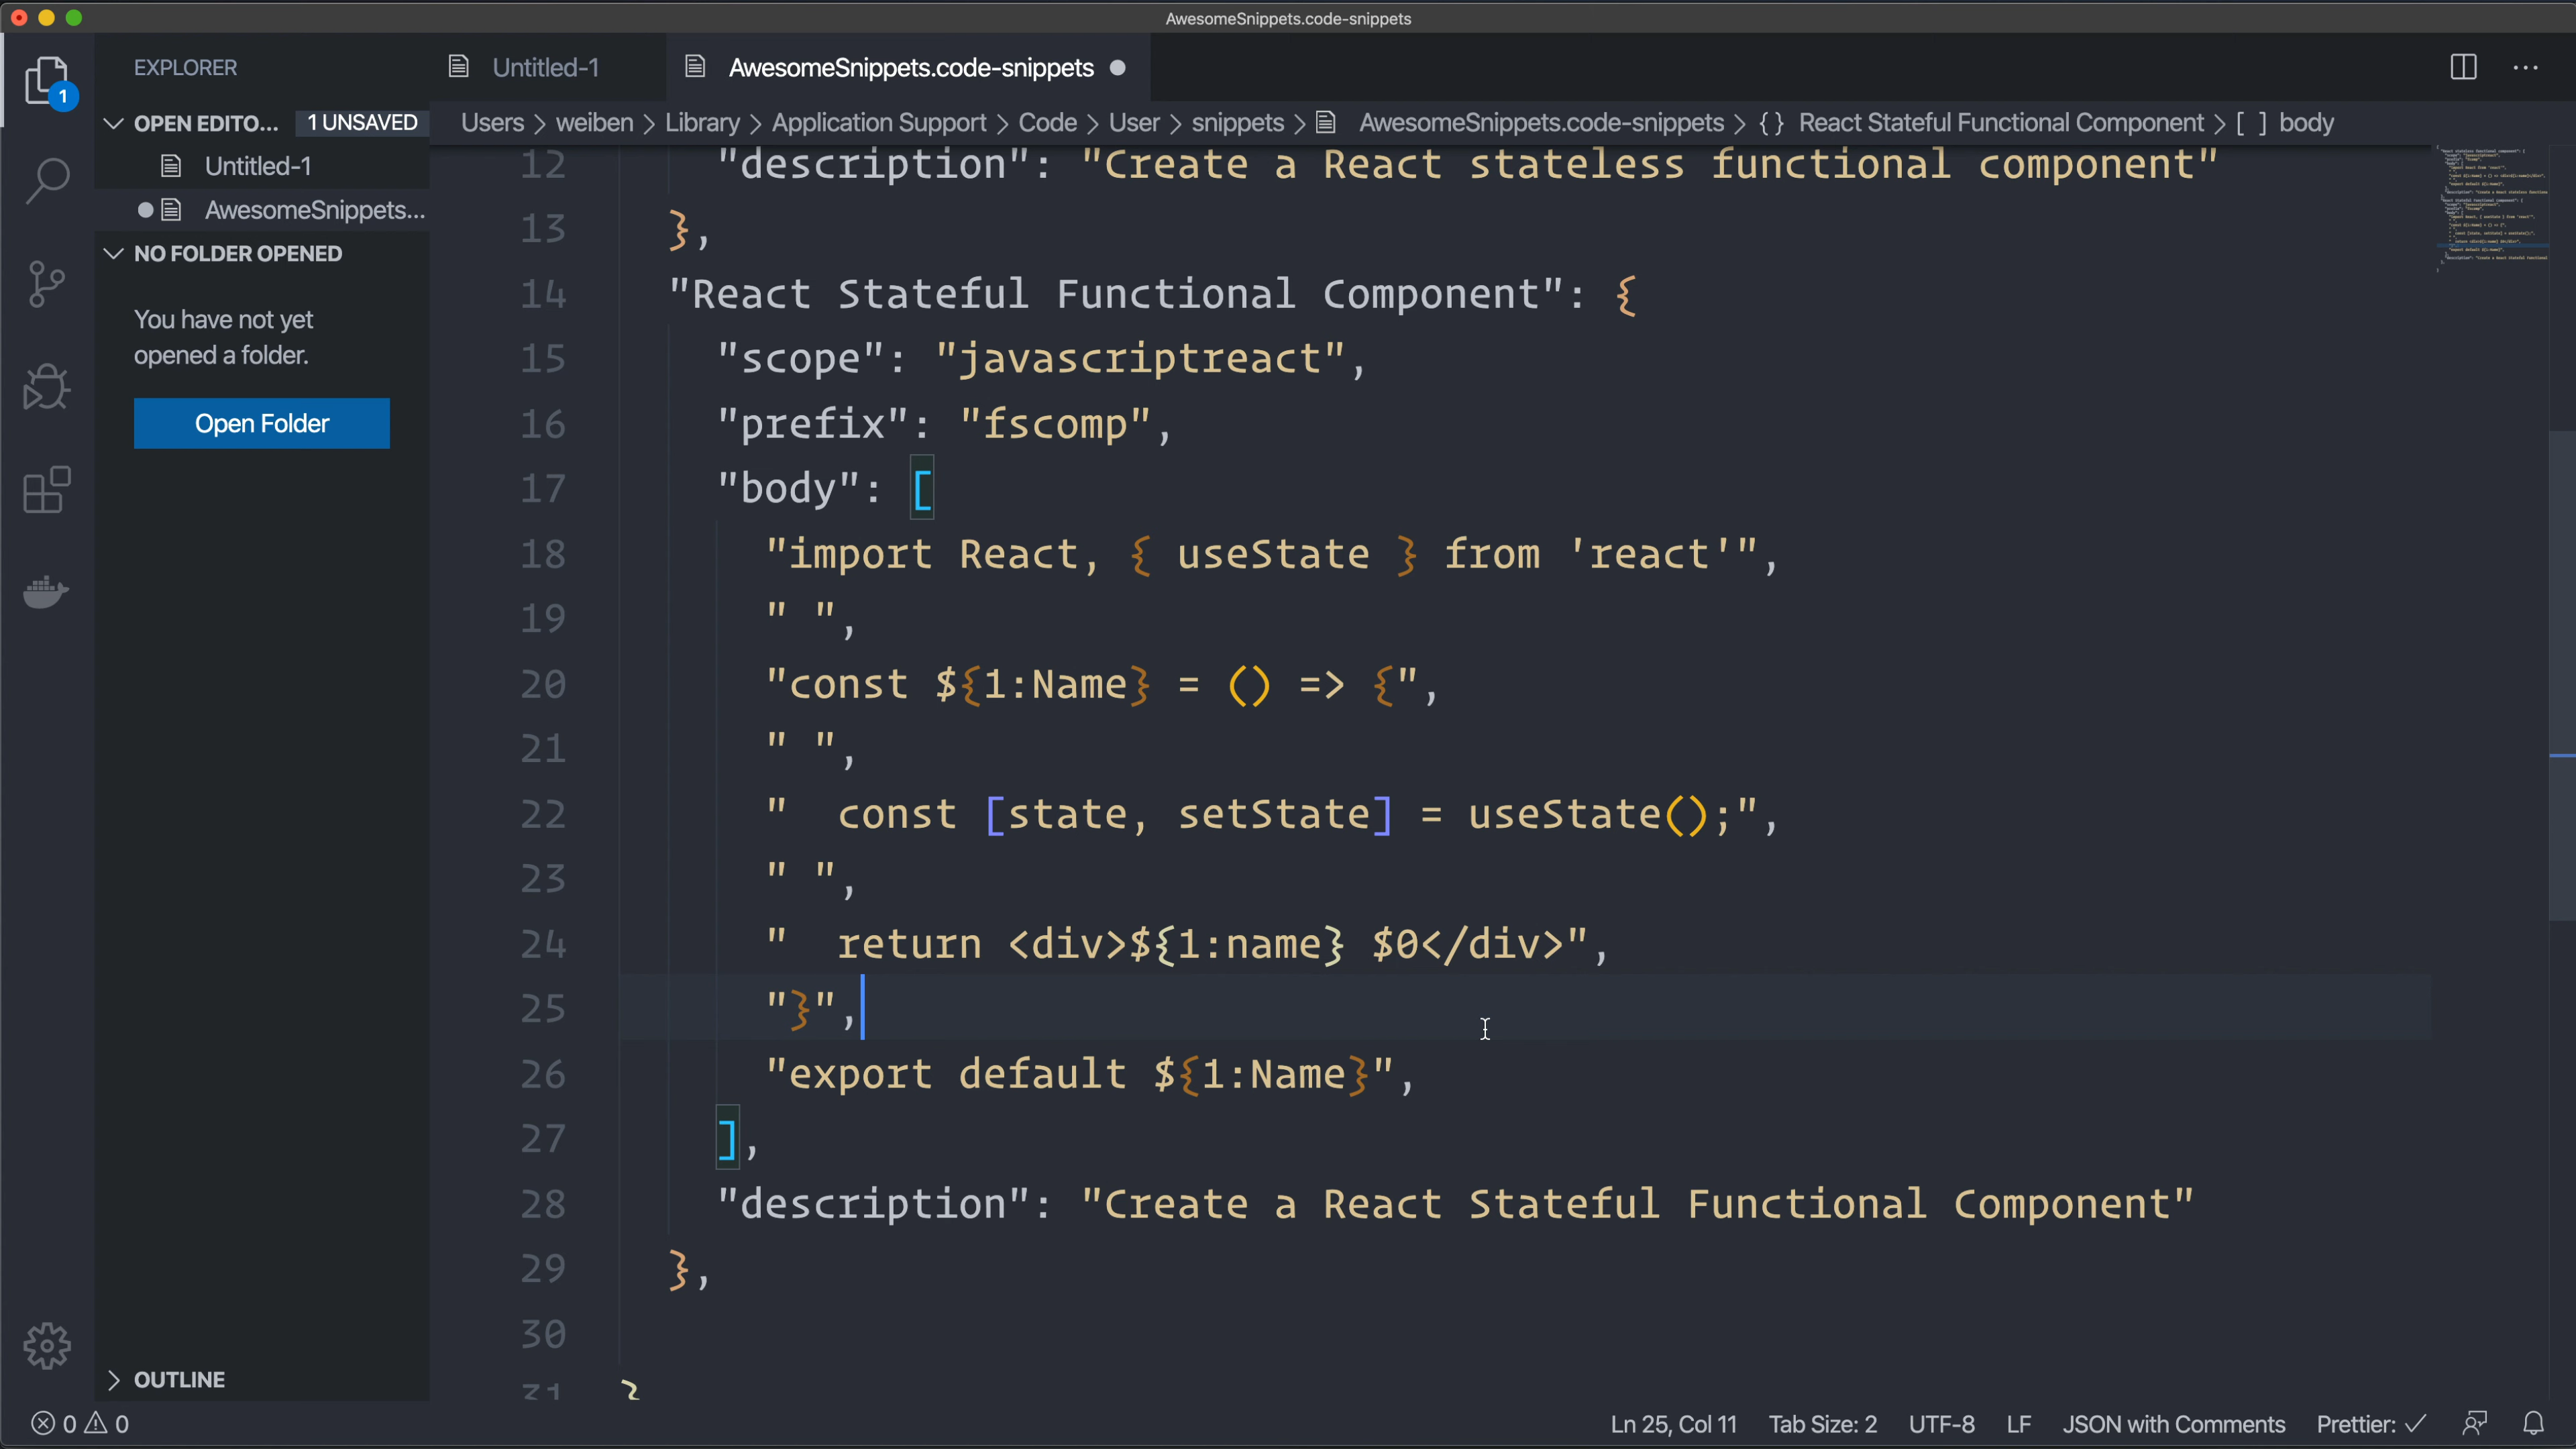 AwesomeSnippets.code-snippets
EXPLORER
Untitled-1
AwesomeSnippets.code-snippets
1
OPEN EDITO... 1 UNSAVED
Untitled-1
AwesomeSnippets...
NO FOLDER OPENED
You have not yet
opened a folder.
Open Folder
OUTLINE
Users > weiben > Library > Application Support > Code > User > snippets > AwesomeSnippets.code-snippets > {} React Stateful Functional Component > [ ] body
12 "description": "Create a React stateless functional component"
13 },
14 "React Stateful Functional Component": {
15 "scope": "javascriptreact",
16 "prefix": "fscomp",
17 "body": [
18 "import React, { useState } from 'react'",
19 " ",
20 "const ${1:Name} = () => {",
21 " ",
22 "  const [state, setState] = useState();",
23 " ",
24 "  return <div>${1:name} $0</div>",
25 "}",
26 "export default ${1:Name}",
27 ],
28 "description": "Create a React Stateful Functional Component"
29 },
30
31 }
0 0
Ln 25, Col 11 Tab Size: 2 UTF-8 LF JSON with Comments Prettier: ✓